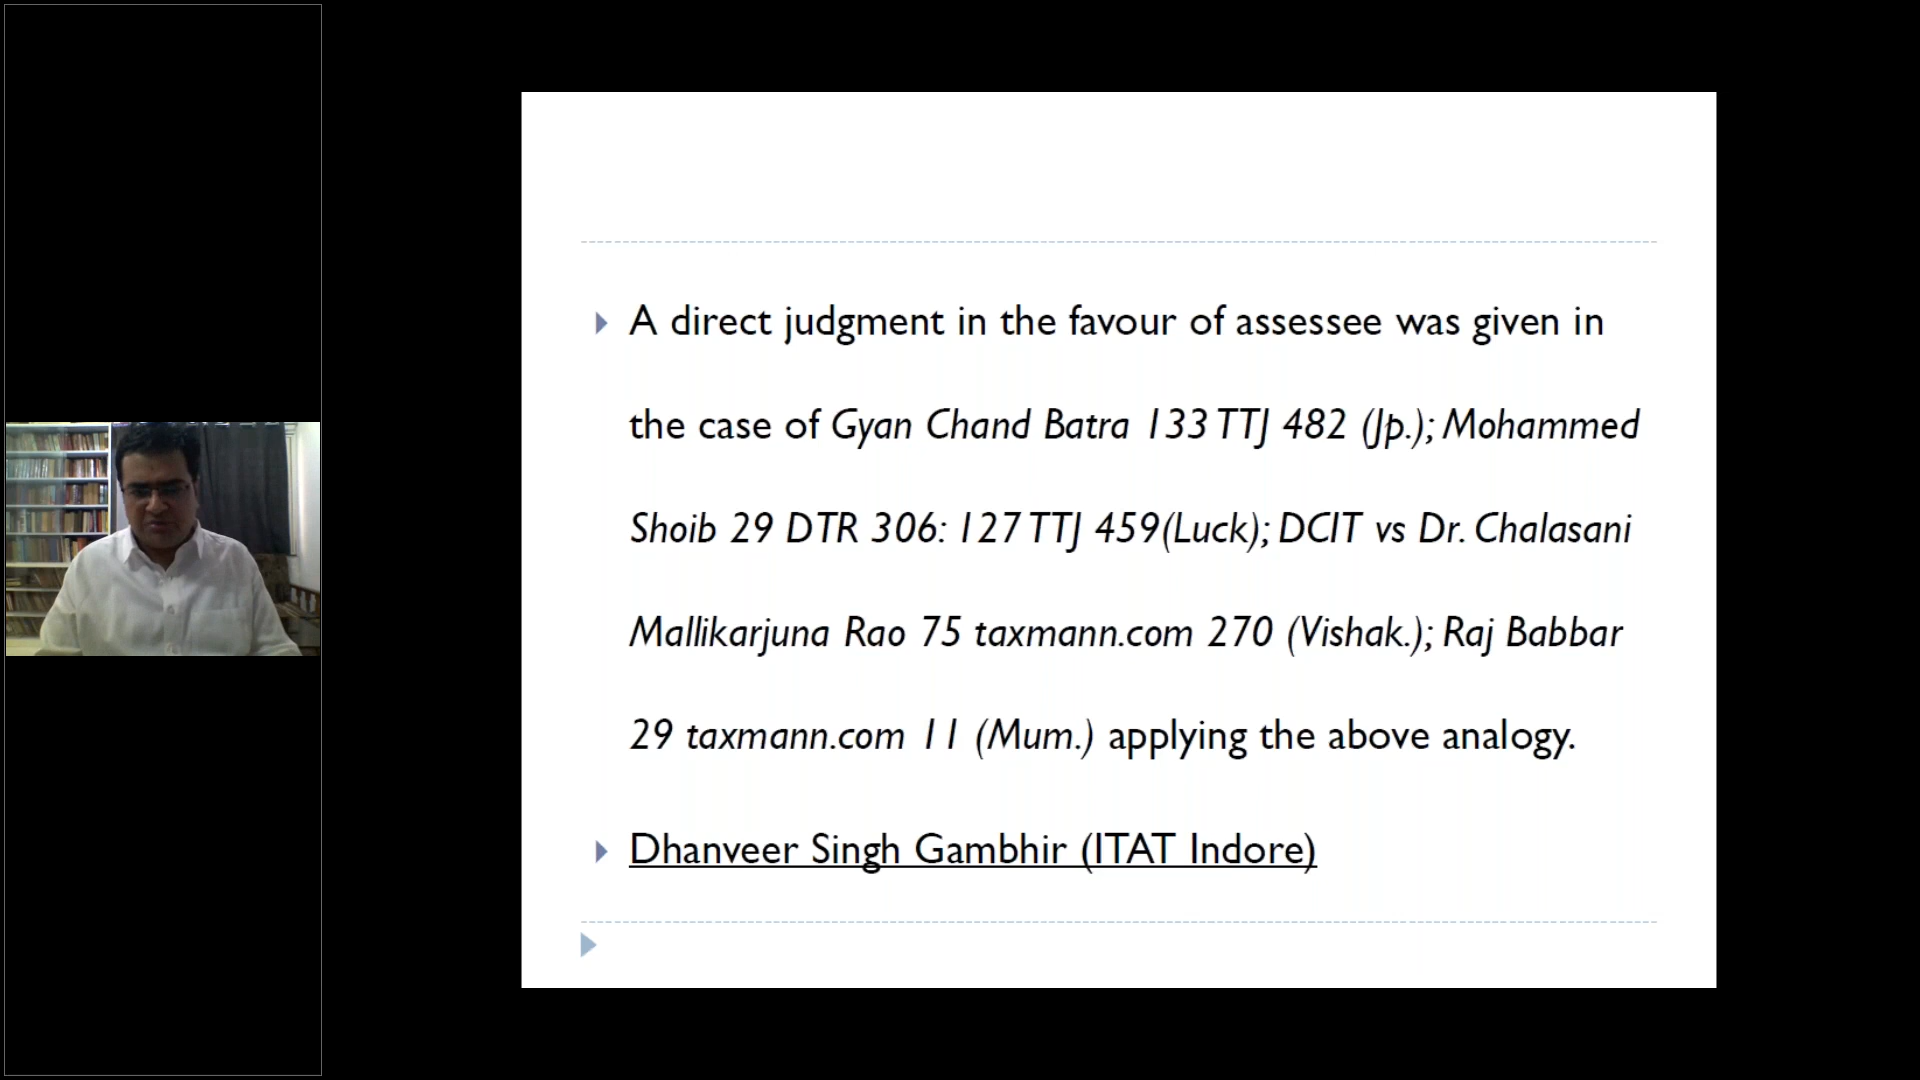 A direct judgment in the favour of assessee was given in
the case of Gyan Chand Batra 133 TTJ 482 (Jp.); Mohammed
Shoib 29 DTR 306: 127 TTJ 459(Luck); DCIT vs Dr. Chalasani
Mallikarjuna Rao 75 taxmann.com 270 (Vishak.); Raj Babbar
29 taxmann.com 11 (Mum.) applying the above analogy.
Dhanveer Singh Gambhir (ITAT Indore)